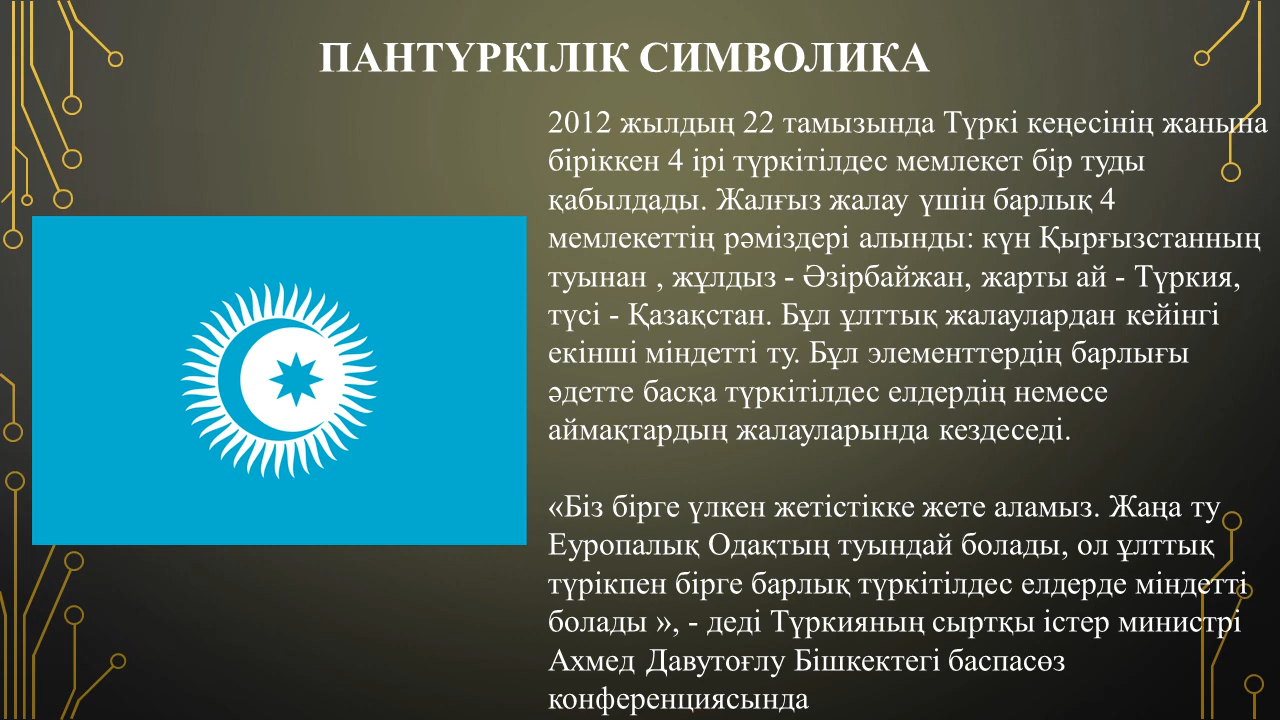 ПАНТҮРКІЛІК СИМВОЛИКА
2012 жылдың 22 тамызында Түркі кеңесінің жанына
біріккен 4 ірі түркітілдес мемлекет бір туды
қабылдады. Жалғыз жалау үшін барлық 4
мемлекеттің рәміздері алынды: күн Қырғызстанның
туынан , жұлдыз - Әзірбайжан, жарты ай - Түркия,
түсі - Қазақстан. Бұл ұлттық жалаулардан кейінгі
екінші міндетті ту. Бұл элементтердің барлығы
әдетте басқа түркітілдес елдердің немесе
аймақтардың жалауларында кездеседі.
«Біз бірге үлкен жетістікке жете аламыз. Жаңа ту
Еуропалық Одақтың туындай болады, ол ұлттық
түрікпен бірге барлық түркітілдес елдерде міндетті
болады », - деді Түркияның сыртқы істер министрі
Ахмед Давутоғлу Бішкектегі баспасөз
конференциясында